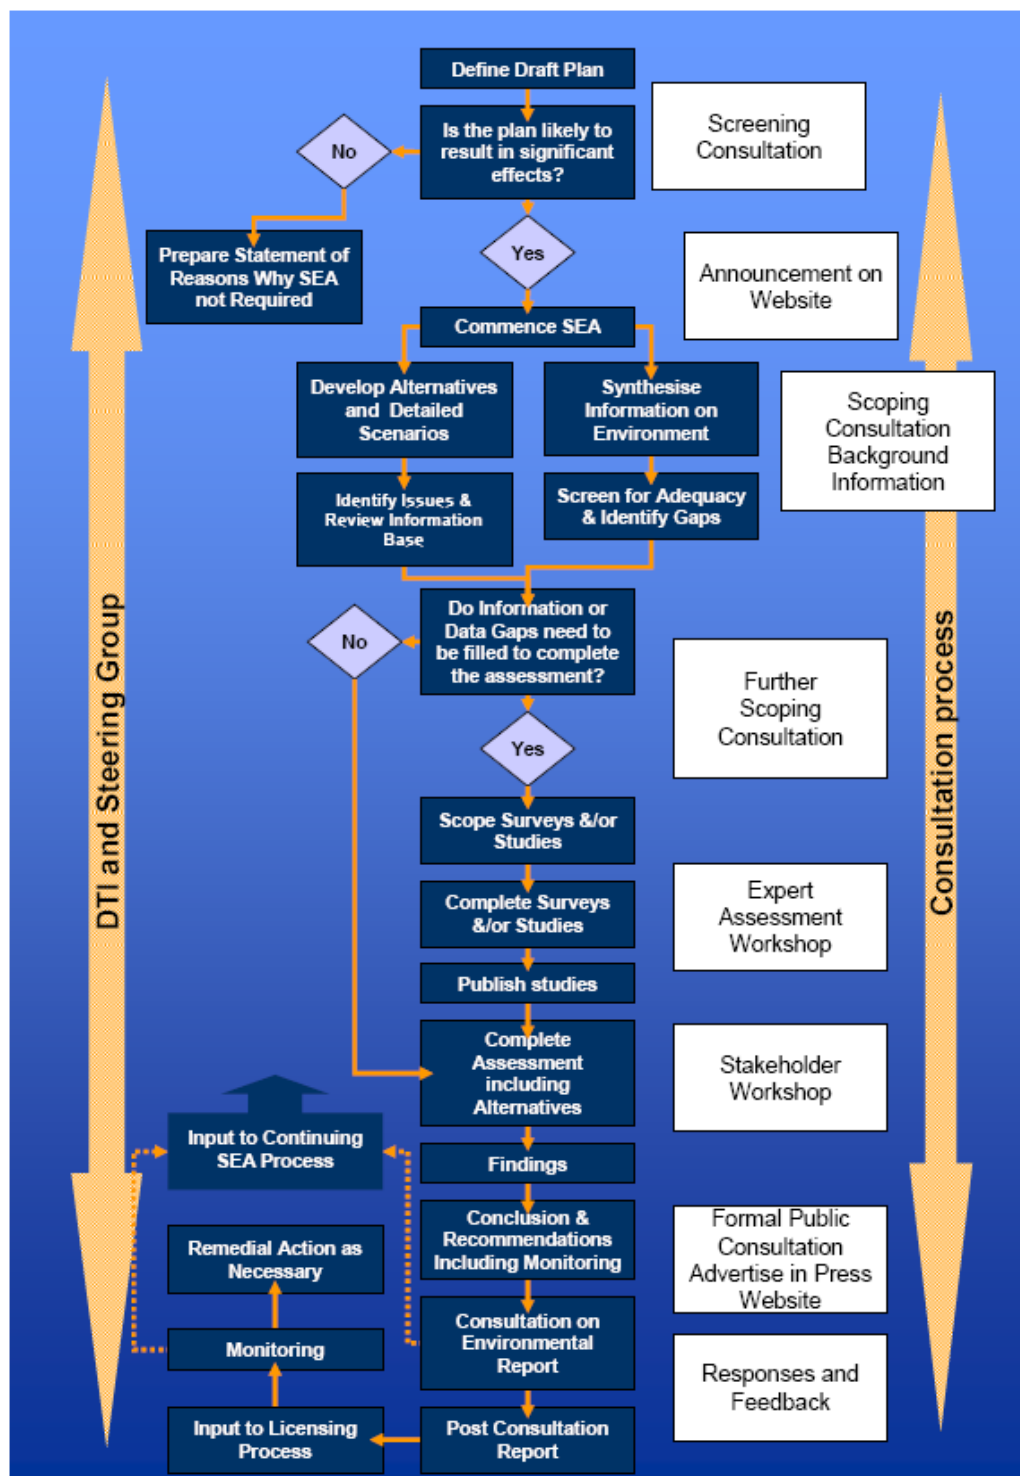 Define Draft Plan
Is the plan likely to
result in significant
effects?
No
Screening
Consultation
Prepare Statement of
Reasons Why SEA
not Required
Yes
Announcement on
Website
Commence SEA
Develop Alternatives
and Detailed
Scenarios
Synthesise
Information on
Environment
Scoping
Consultation
Background
Information
Identify Issues &
Review Information
Base
Screen for Adequacy
& Identify Gaps
DTI and Steering Group
Consultation process
Do Information or
Data Gaps need to
be filled to complete
the assessment?
No
Further
Scoping
Consultation
Yes
Scope Surveys &/or
Studies
Complete Surveys
&/or Studies
Expert
Assessment
Workshop
Publish studies
Complete
Assessment
including
Alternatives
Stakeholder
Workshop
Input to Continuing
SEA Process
Findings
Conclusion &
Recommendations
Including Monitoring
Formal Public
Consultation
Advertise in Press
Website
Remedial Action as
Necessary
Consultation on
Environmental
Report
Monitoring
Responses and
Feedback
Input to Licensing
Process
Post Consultation
Report